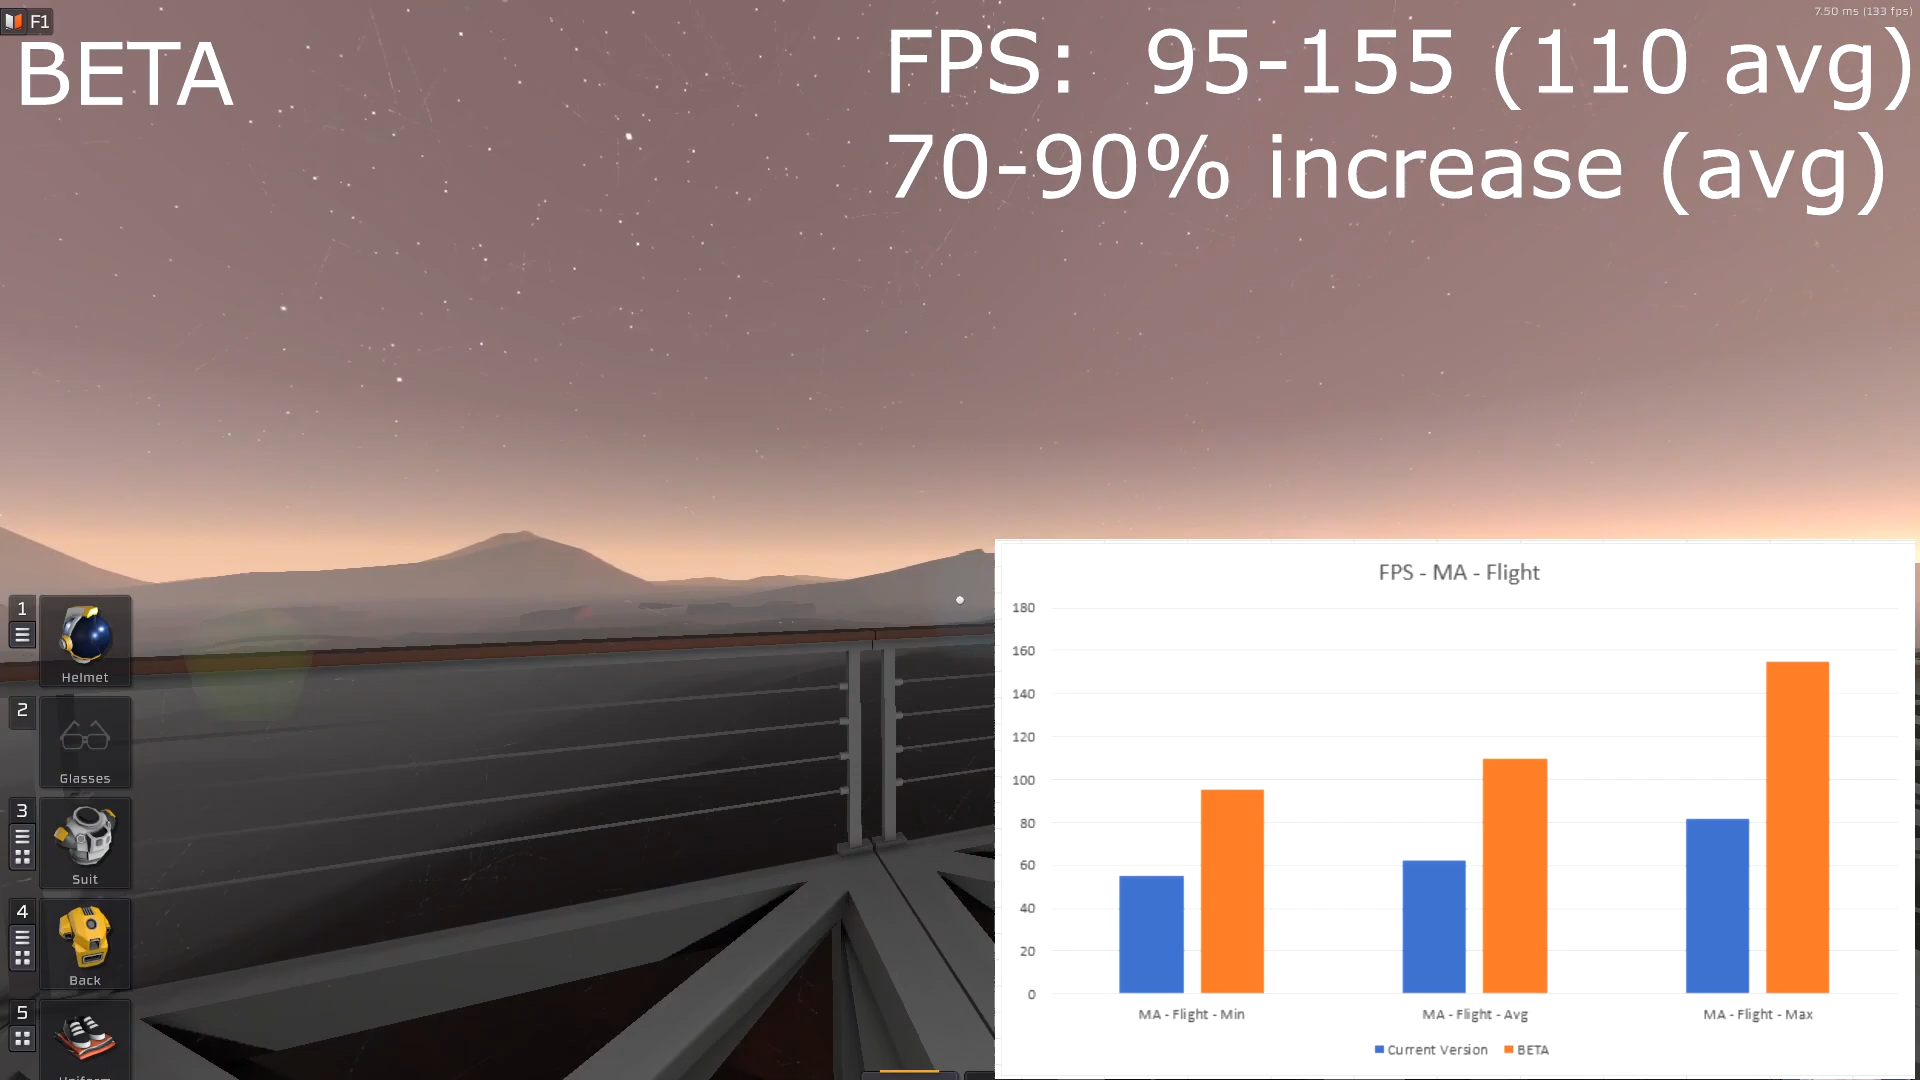 F1
7.50 ms (133 fps)
BETA
FPS: 95-155 (110 avg)
70-90% increase (avg)
1
Helmet
2
Glasses
3
Suit
4
Back
5
Uniform
FPS - MA - Flight
180
160
140
120
100
80
60
40
20
0
MA - Flight - Min
MA - Flight - Avg
MA - Flight - Max
Current Version
BETA